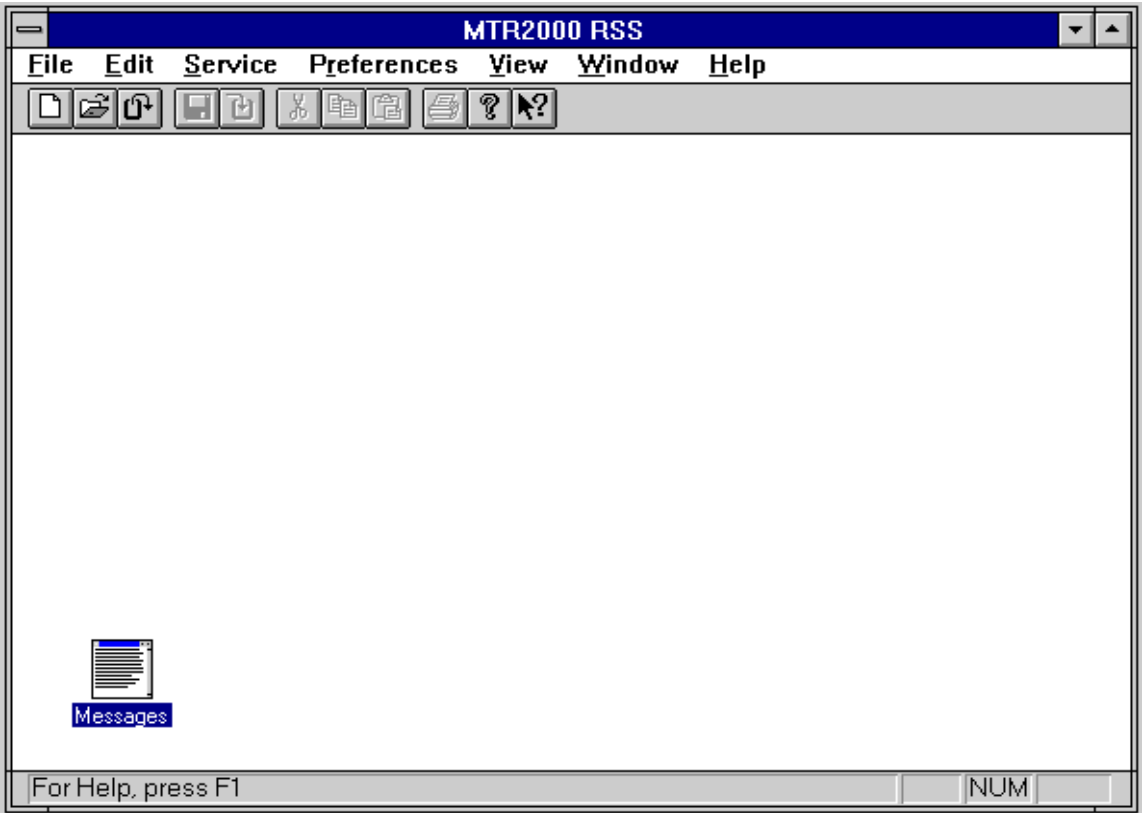 MTR2000 RSS
File Edit Service Preferences View Window Help
Messages
For Help, press F1 NUM